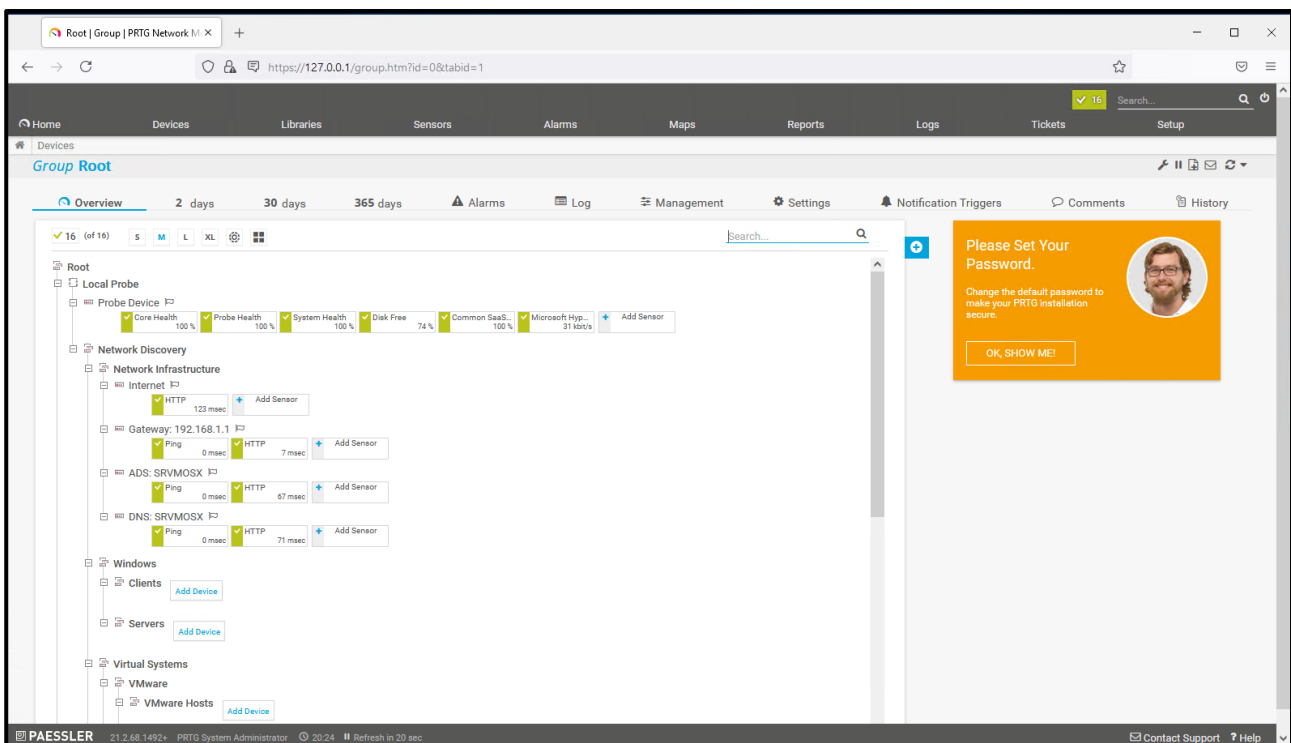 Root | Group | PRTG Network M
https://127.0.0.1/group.htm?id=0&tabid=1
16 Search...
Home Devices Libraries Sensors Alarms Maps Reports Logs Tickets Setup
Devices
Group Root
Overview 2 days 30 days 365 days Alarms Log Management Settings Notification Triggers Comments History
16 (of 16) S M L XL Search...
Please Set Your
Password.
Change the default password to
make your PRTG installation
secure.
OK, SHOW ME!
Root
Local Probe
Probe Device
Core Health Probe Health System Health Disk Free Common SaaS... Microsoft Hyp... Add Sensor
100 % 100 % 100 % 74 % 100 % 31 kbit/s
Network Discovery
Network Infrastructure
Internet
HTTP Add Sensor
123 msec
Gateway: 192.168.1.1
Ping HTTP Add Sensor
0 msec 7 msec
ADS: SRVMOSX
Ping HTTP Add Sensor
0 msec 67 msec
DNS: SRVMOSX
Ping HTTP Add Sensor
0 msec 71 msec
Windows
Clients Add Device
Servers Add Device
Virtual Systems
VMware
VMware Hosts Add Device
PAESSLER 21.2.68.1492+ PRTG System Administrator 20:24 Refresh in 20 sec Contact Support ? Help